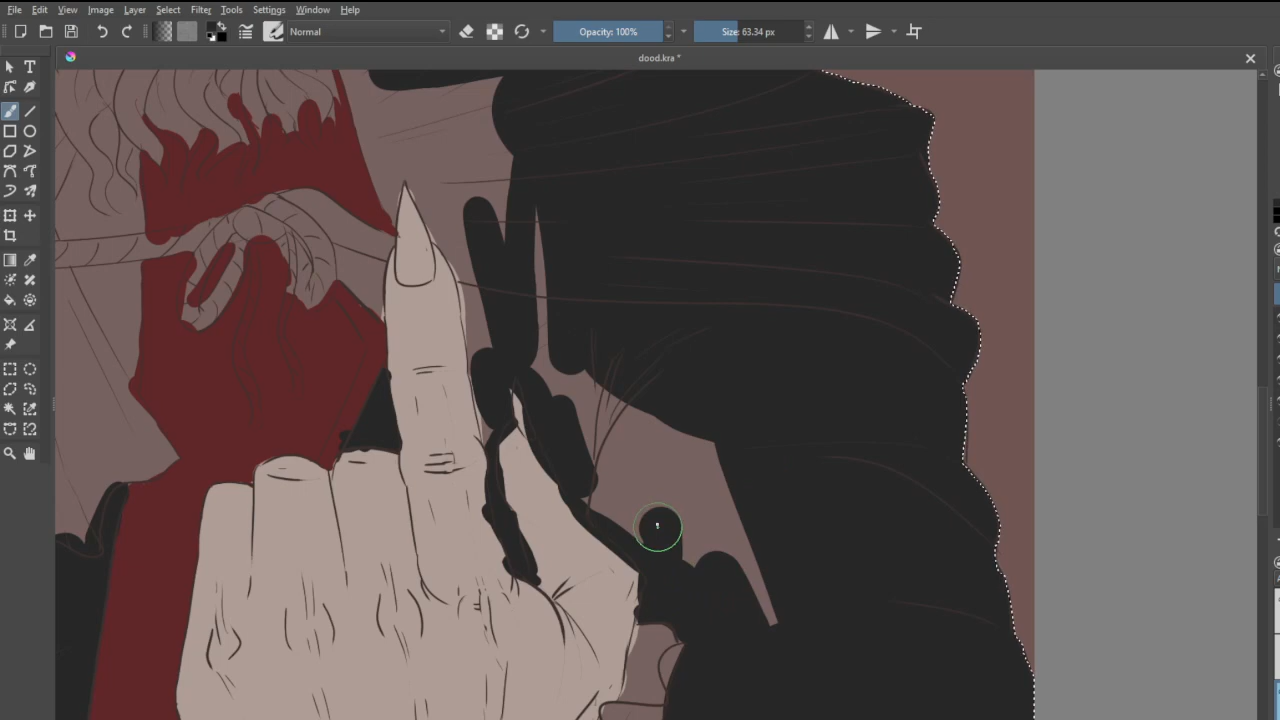 File Edit View Image Layer Select Filter Tools Settings Window Help
Normal Opacity: 100% Size: 63.34 px
dood.kra *